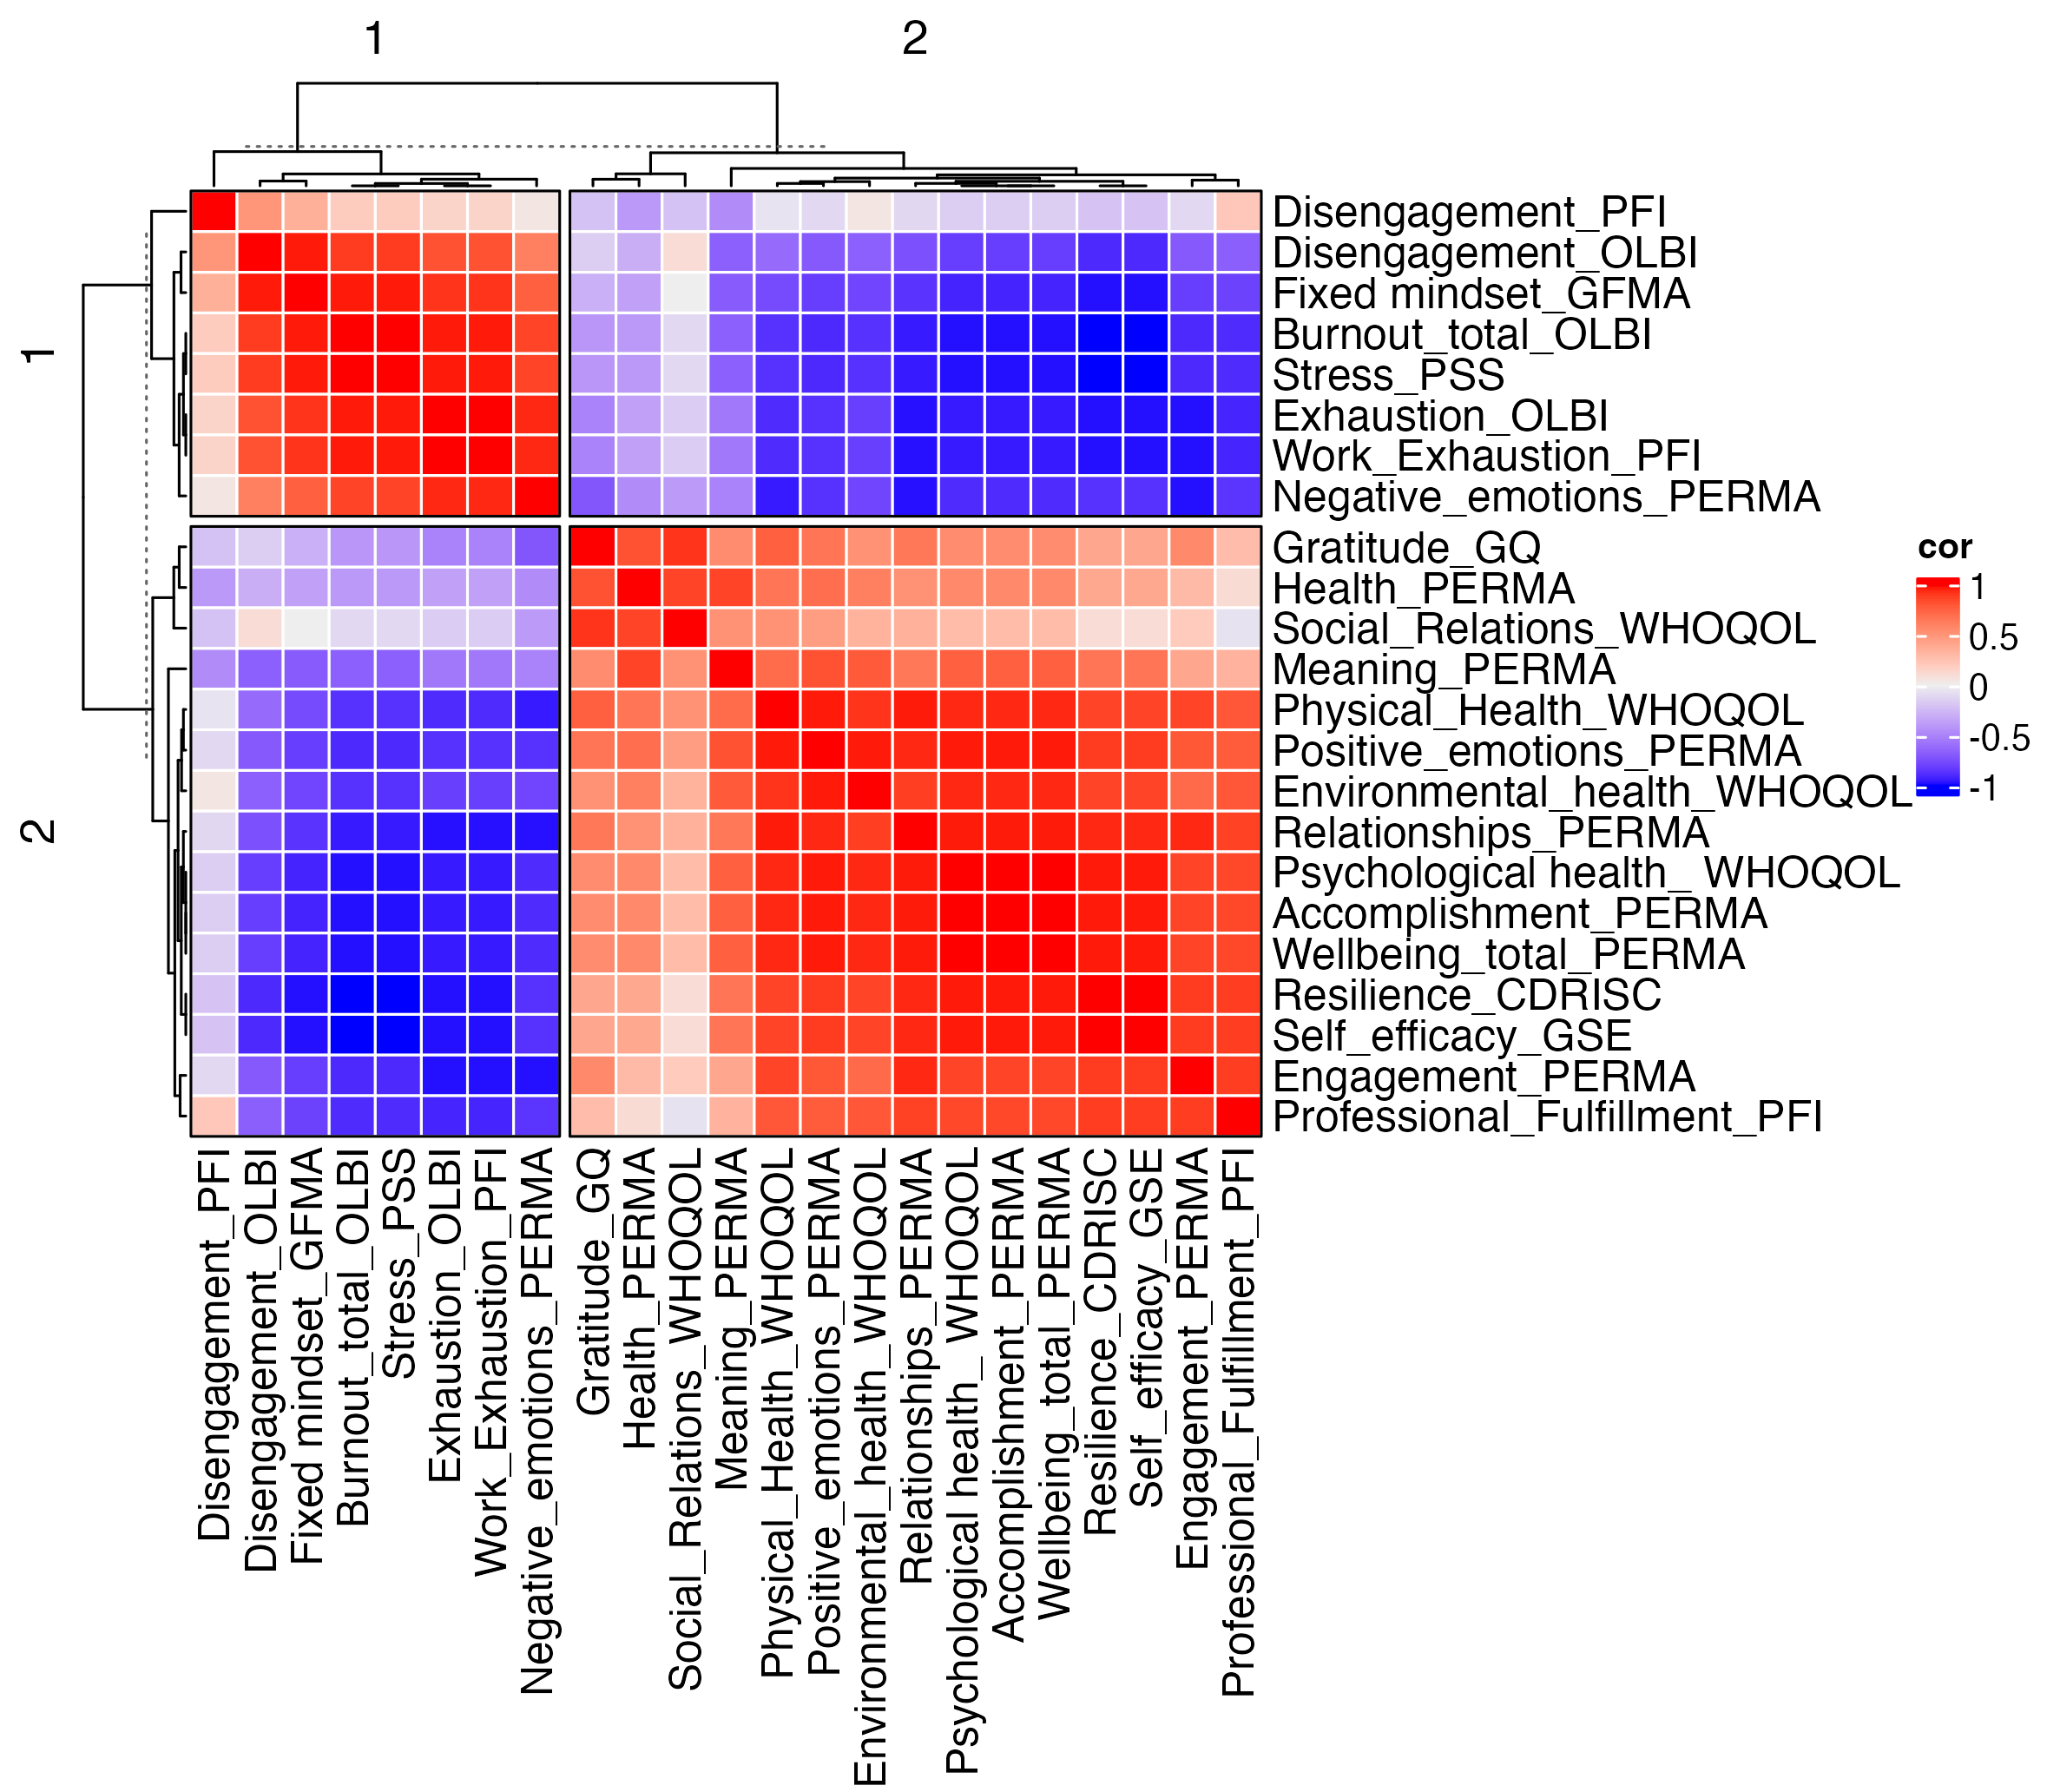 1
2
1
2
Disengagement_PFI
Disengagement_OLBI
Fixed mindset_GFMA
Burnout_total_OLBI
Stress_PSS
Exhaustion_OLBI
Work_Exhaustion_PFI
Negative_emotions_PERMA
Gratitude_GQ
Health_PERMA
Social_Relations_WHOQOL
Meaning_PERMA
Physical_Health_WHOQOL
Positive_emotions_PERMA
Environmental_health_WHOQOL
Relationships_PERMA
Psychological health_ WHOQOL
Accomplishment_PERMA
Wellbeing_total_PERMA
Resilience_CDRISC
Self_efficacy_GSE
Engagement_PERMA
Professional_Fulfillment_PFI
cor
1
0.5
0
-0.5
-1
Disengagement_PFI
Disengagement_OLBI
Fixed mindset_GFMA
Burnout_total_OLBI
Stress_PSS
Exhaustion_OLBI
Work_Exhaustion_PFI
Negative_emotions_PERMA
Gratitude_GQ
Health_PERMA
Social_Relations_WHOQOL
Meaning_PERMA
Physical_Health_WHOQOL
Positive_emotions_PERMA
Environmental_health_WHOQOL
Relationships_PERMA
Psychological health_ WHOQOL
Accomplishment_PERMA
Wellbeing_total_PERMA
Resilience_CDRISC
Self_efficacy_GSE
Engagement_PERMA
Professional_Fulfillment_PFI